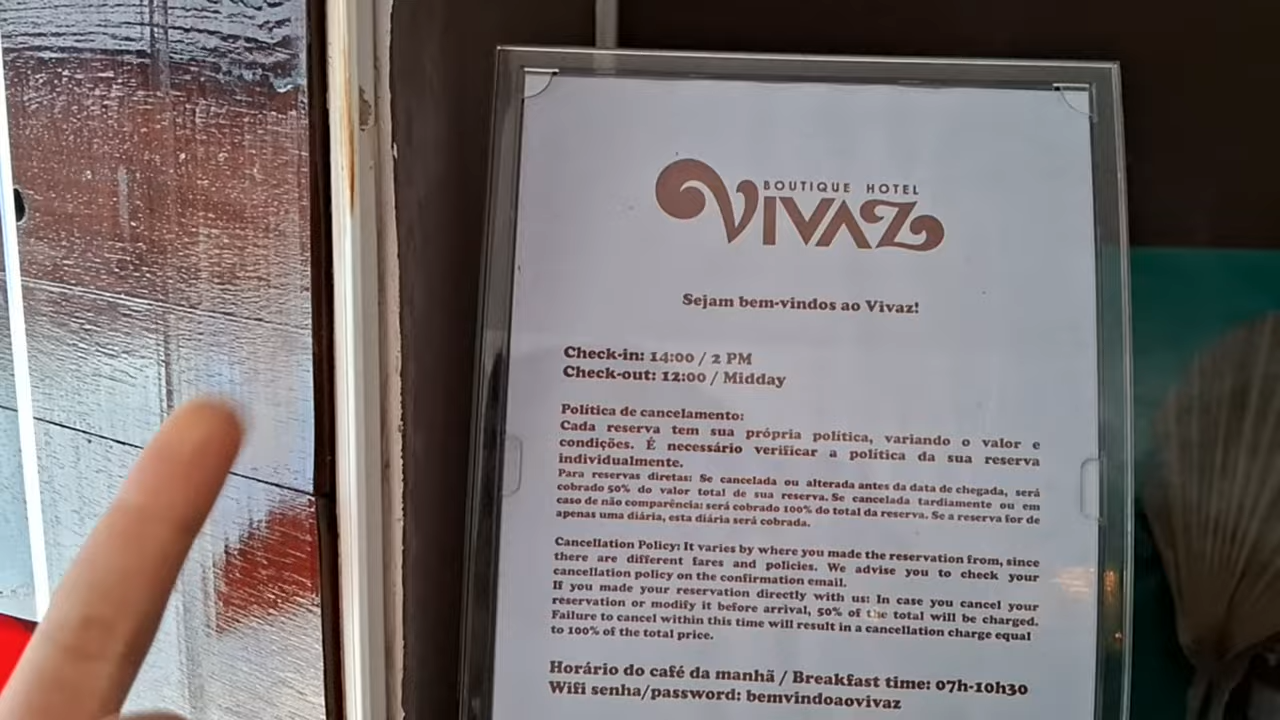 BOUTIQUE HOTEL
VIVAZ
Sejam bem-vindos ao Vivaz!
Check-in: 14:00 / 2 PM
Check-out: 12:00 / Midday
Política de cancelamento:
Cada reserva tem sua própria política, variando o valor e
condições. É necessário verificar a política da sua reserva
individualmente.
Para reservas diretas: Se cancelada ou alterada antes da data de chegada, será
cobrado 50% do valor total de sua reserva. Se cancelada tardiamente ou em
caso de não comparência: será cobrado 100% do total da reserva. Se a reserva for de
apenas uma diária, esta diária será cobrada.
Cancellation Policy: It varies by where you made the reservation from, since
there are different fares and policies. We advise you to check your
cancellation policy on the confirmation email.
If you made your reservation directly with us: In case you cancel your
reservation or modify it before arrival, 50% of the total will be charged.
Failure to cancel within this time will result in a cancellation charge equal
to 100% of the total price.
Horário do café da manhã / Breakfast time: 07h-10h30
Wifi senha/password: bemvindoaovivaz